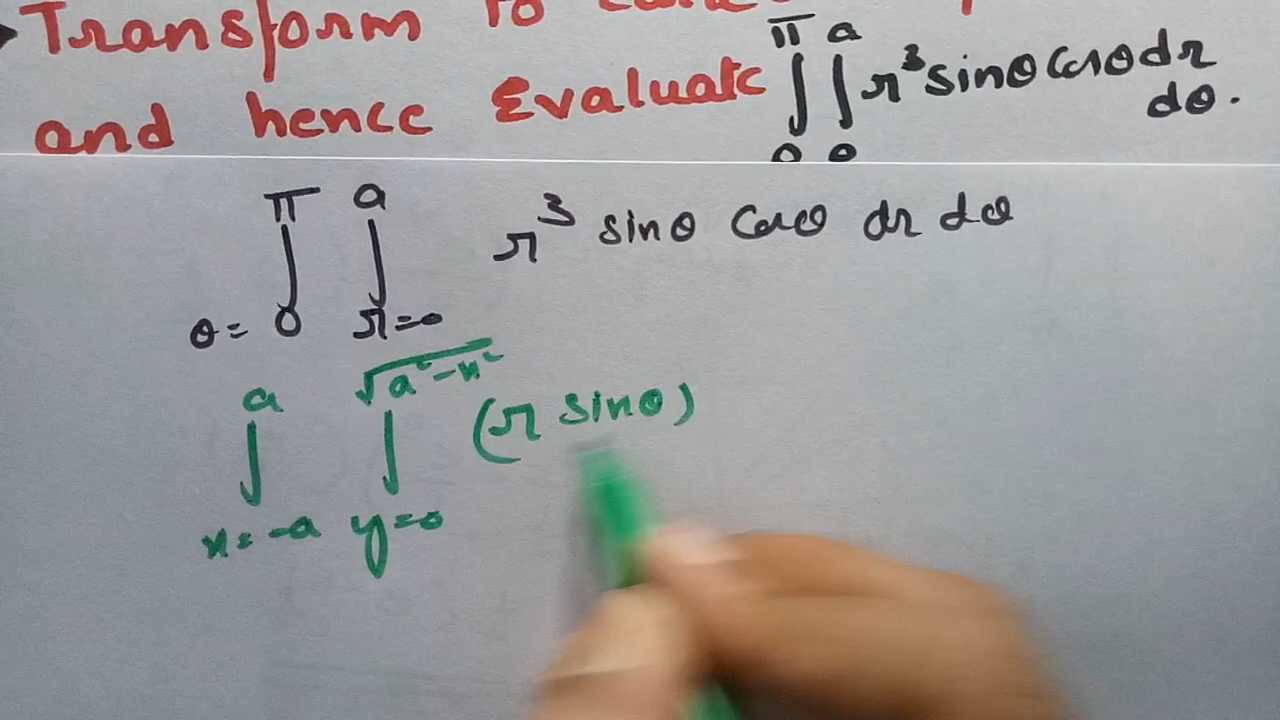 Transform to
and hence Evaluate ∫₀^π ∫₀^a r³ sinθ cosθ dr
dθ.
∫_{θ=0}^{π} ∫_{r=0}^{a} r³ sinθ cosθ dr dθ
∫_{x=-a}^{a} ∫_{y=0}^{√(a²-x²)} (r sinθ)